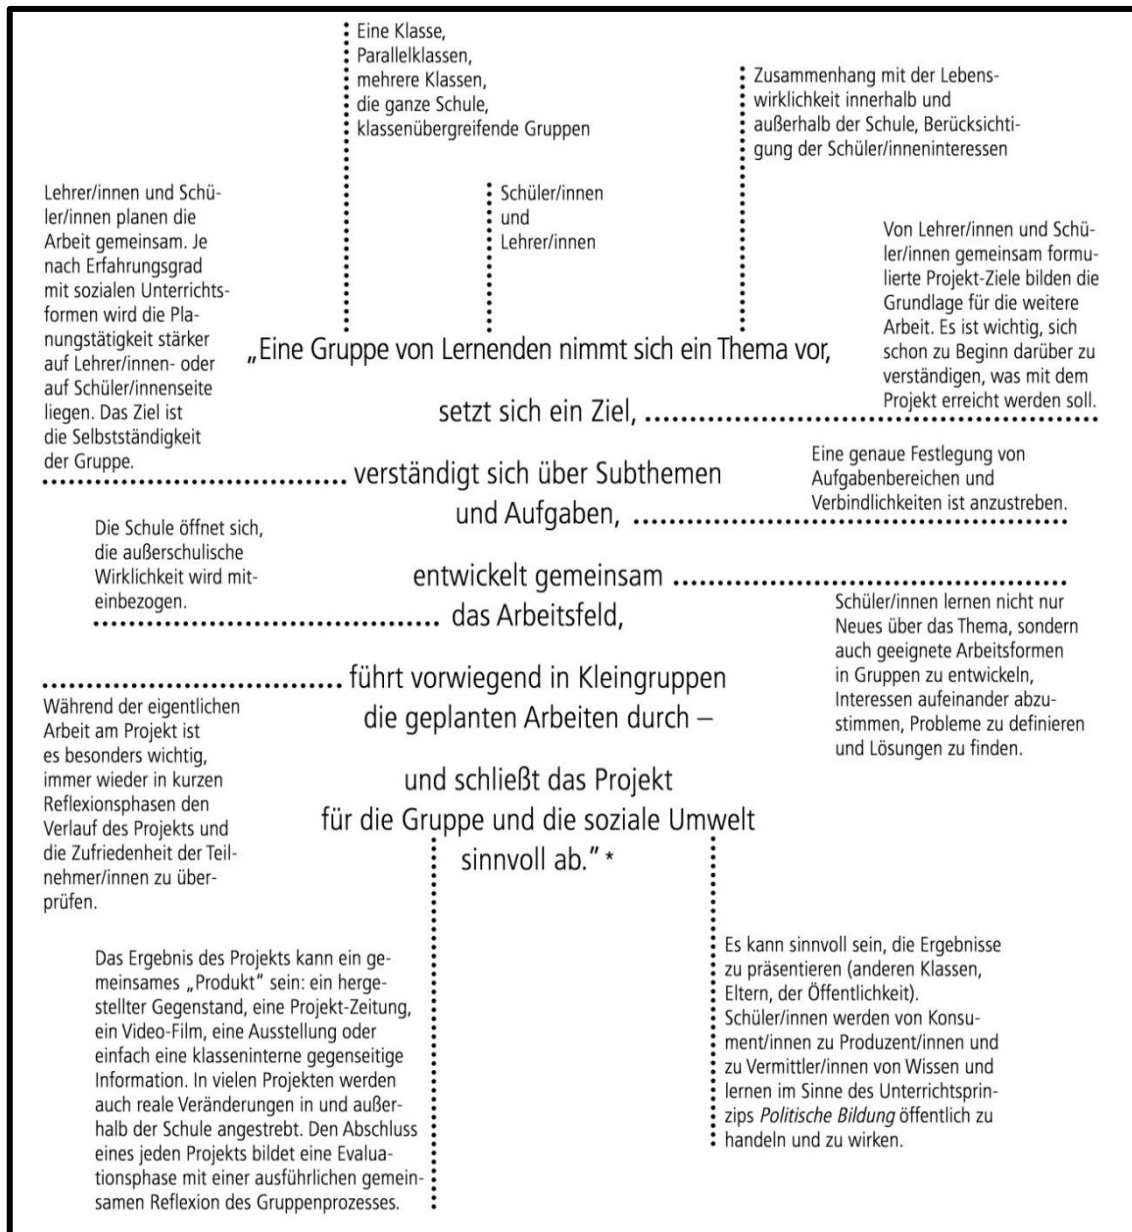 Eine Klasse,
Parallelklassen,
mehrere Klassen,
die ganze Schule,
klassenübergreifende Gruppen
Zusammenhang mit der Lebens-
wirklichkeit innerhalb und
außerhalb der Schule, Berücksichti-
gung der Schüler/inneninteressen
Lehrer/innen und Schü-
ler/innen planen die
Arbeit gemeinsam. Je
nach Erfahrungsgrad
mit sozialen Unterrichts-
formen wird die Pla-
nungstätigkeit stärker
auf Lehrer/innen- oder
auf Schüler/innenseite
liegen. Das Ziel ist
die Selbstständigkeit
der Gruppe.
Schüler/innen
und
Lehrer/innen
Von Lehrer/innen und Schü-
ler/innen gemeinsam formu-
lierte Projekt-Ziele bilden die
Grundlage für die weitere
Arbeit. Es ist wichtig, sich
schon zu Beginn darüber zu
verständigen, was mit dem
Projekt erreicht werden soll.
„Eine Gruppe von Lernenden nimmt sich ein Thema vor,
setzt sich ein Ziel,
verständigt sich über Subthemen
und Aufgaben,
Eine genaue Festlegung von
Aufgabenbereichen und
Verbindlichkeiten ist anzustreben.
Die Schule öffnet sich,
die außerschulische
Wirklichkeit wird mit-
einbezogen.
entwickelt gemeinsam
das Arbeitsfeld,
Schüler/innen lernen nicht nur
Neues über das Thema, sondern
auch geeignete Arbeitsformen
in Gruppen zu entwickeln,
Interessen aufeinander abzu-
stimmen, Probleme zu definieren
und Lösungen zu finden.
führt vorwiegend in Kleingruppen
die geplanten Arbeiten durch –
Während der eigentlichen
Arbeit am Projekt ist
es besonders wichtig,
immer wieder in kurzen
Reflexionsphasen den
Verlauf des Projekts und
die Zufriedenheit der Teil-
nehmer/innen zu über-
prüfen.
und schließt das Projekt
für die Gruppe und die soziale Umwelt
sinnvoll ab.” *
Das Ergebnis des Projekts kann ein ge-
meinsames „Produkt“ sein: ein herge-
stellter Gegenstand, eine Projekt-Zeitung,
ein Video-Film, eine Ausstellung oder
einfach eine klasseninterne gegenseitige
Information. In vielen Projekten werden
auch reale Veränderungen in und außer-
halb der Schule angestrebt. Den Abschluss
eines jeden Projekts bildet eine Evalua-
tionsphase mit einer ausführlichen gemein-
samen Reflexion des Gruppenprozesses.
Es kann sinnvoll sein, die Ergebnisse
zu präsentieren (anderen Klassen,
Eltern, der Öffentlichkeit).
Schüler/innen werden von Konsu-
ment/innen zu Produzent/innen und
zu Vermittler/innen von Wissen und
lernen im Sinne des Unterrichtsprin-
zips Politische Bildung öffentlich zu
handeln und zu wirken.